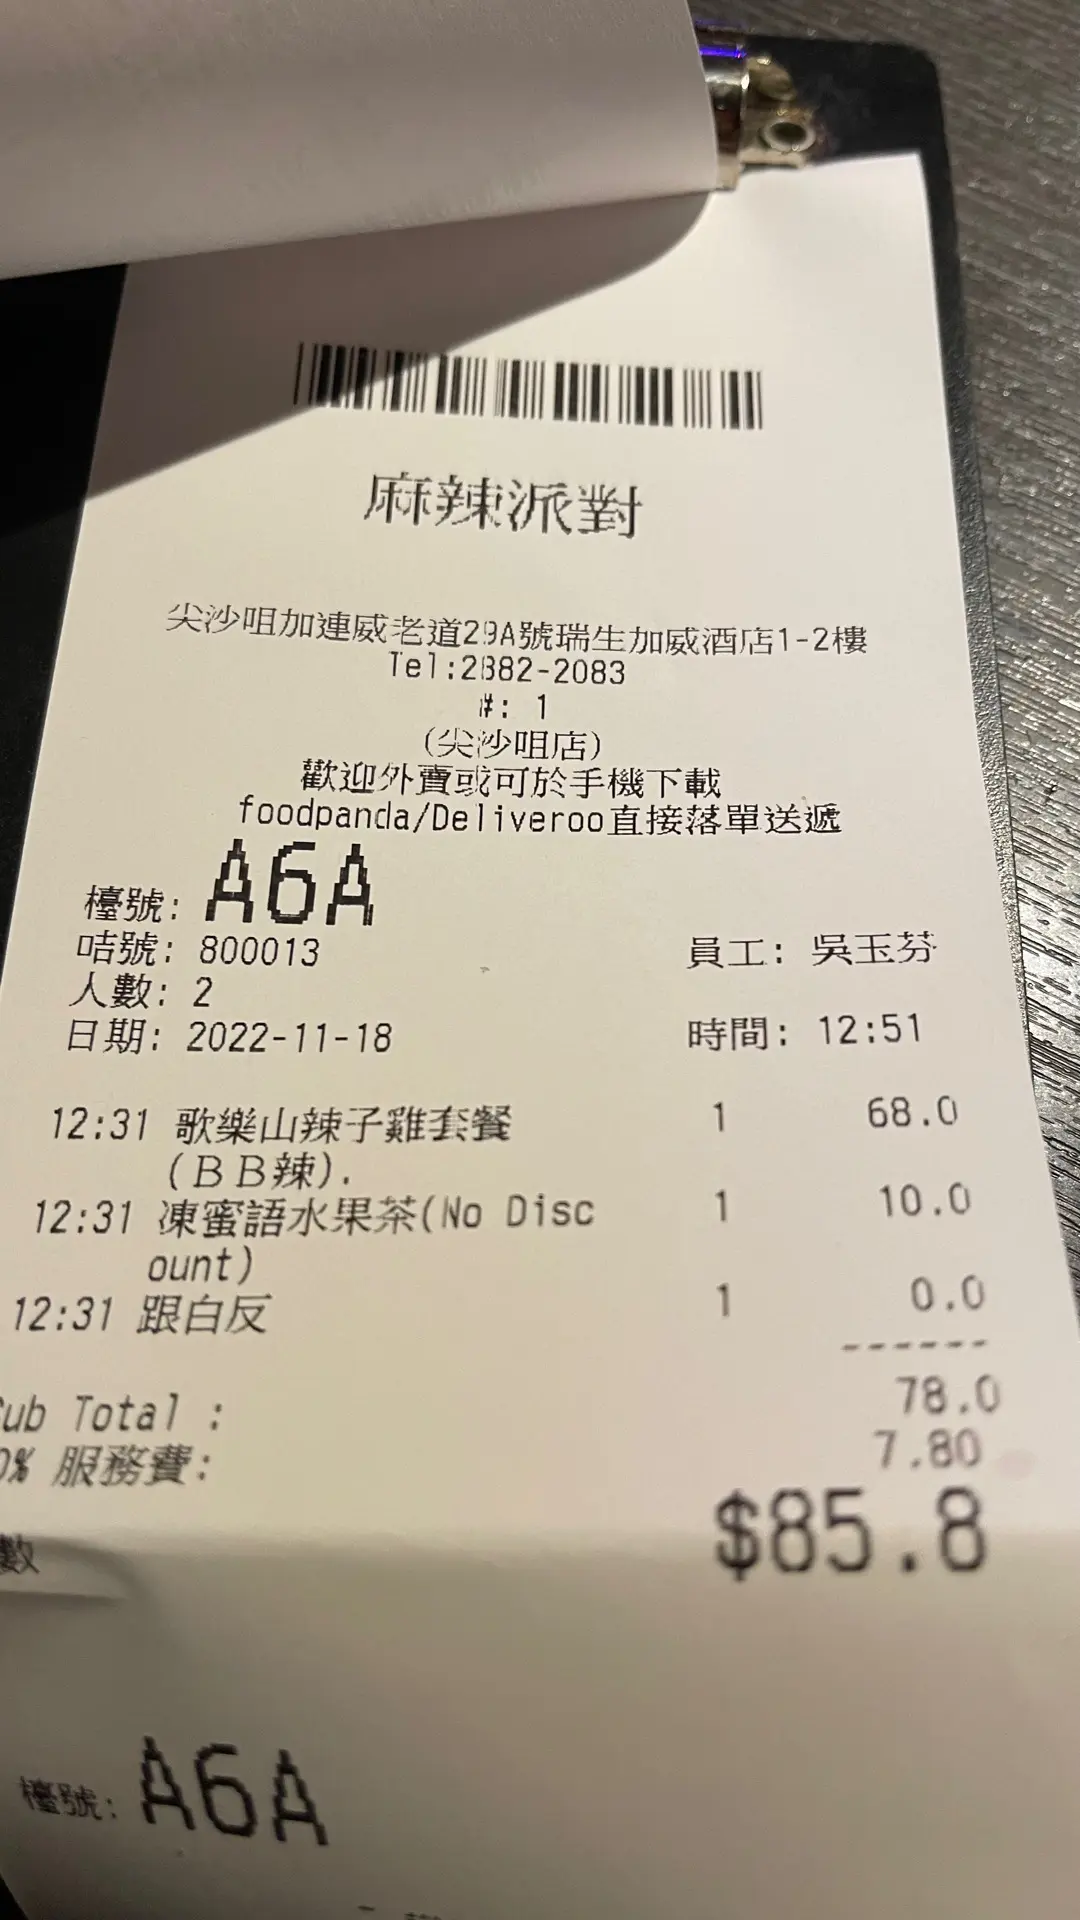 麻辣派對
尖沙咀加連威老道29A號瑞生加威酒店1-2樓
Tel:2882-2083
#: 1
(尖沙咀店)
歡迎外賣或可於手機下載
foodpanda/Deliveroo直接落單送遞
檯號: A6A
咭號: 800013 員工: 吳玉芬
人數: 2
日期: 2022-11-18 時間: 12:51
12:31 歌樂山辣子雞套餐 1 68.0
(ＢＢ辣).
12:31 凍蜜語水果茶(No Disc 1 10.0
ount)
12:31 跟白反 1 0.0
------
Sub Total : 78.0
0% 服務費: 7.80
$85.8
數
檯號: A6A